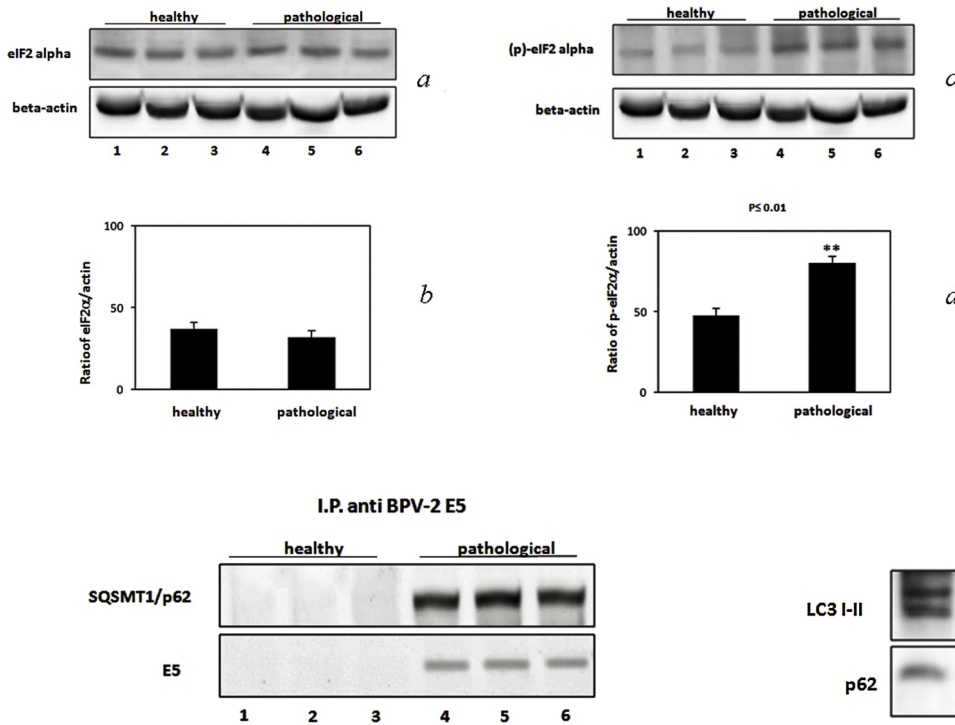 healthy pathological
eIF2 alpha
a
beta-actin
1 2 3 4 5 6
healthy pathological
(p)-eIF2 alpha
beta-actin
1 2 3 4 5 6
100
50
0
Ratioof eIF2α/actin
healthy pathological
b
P≤ 0.01
100
50
0
Ratio of p-eIF2α/actin
**
healthy pathological
I.P. anti BPV-2 E5
healthy pathological
SQSMT1/p62
E5
1 2 3 4 5 6
LC3 I-II
p62